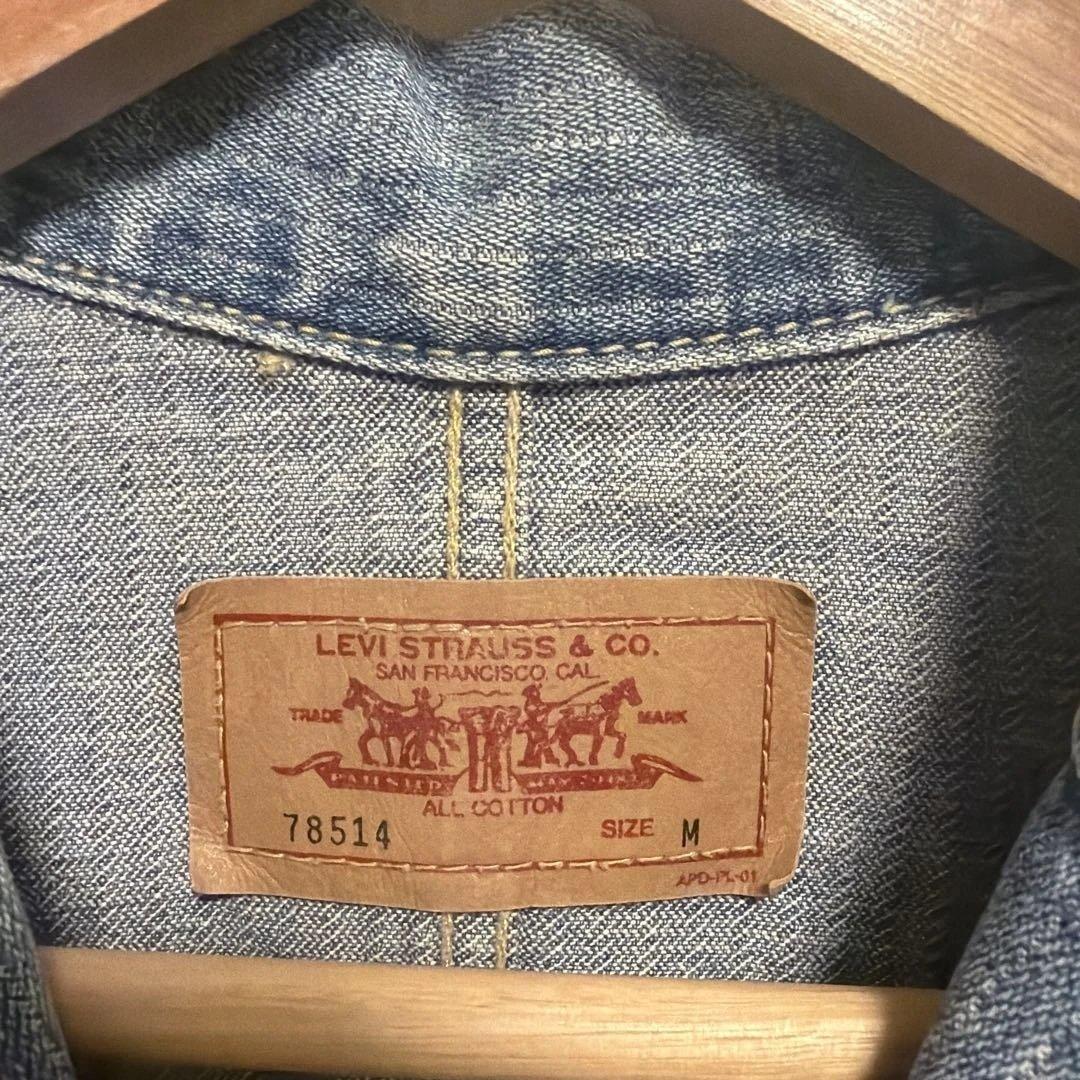 LEVI STRAUSS & CO.
SAN FRANCISCO, CAL.
TRADE MARK
ALL COTTON
78514 SIZE M
APD-PL-01